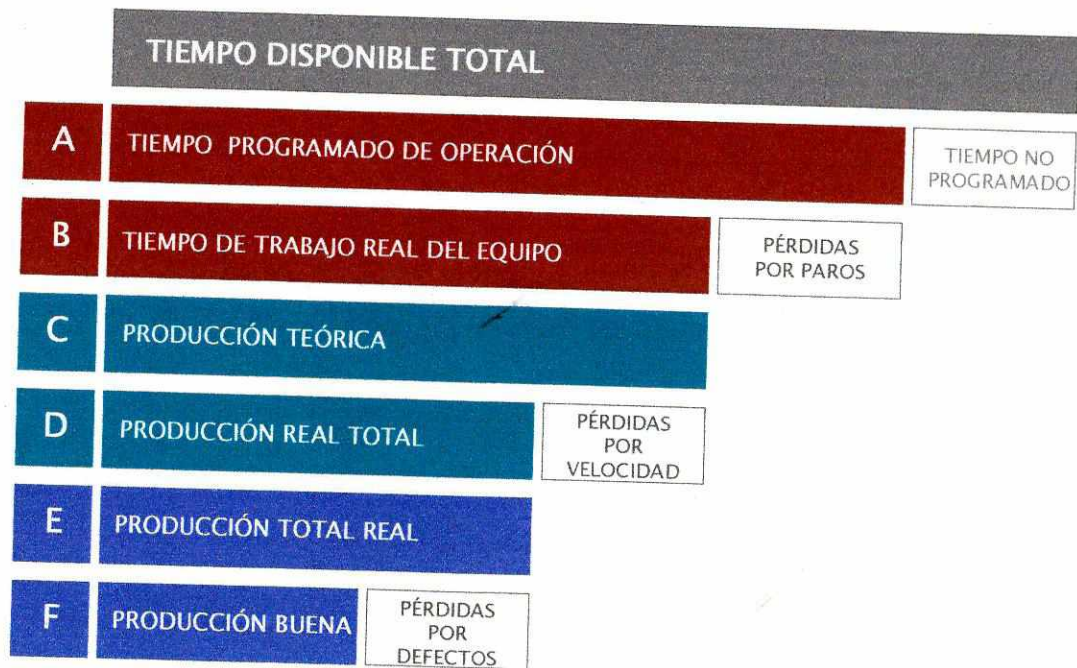 TIEMPO DISPONIBLE TOTAL
A
TIEMPO PROGRAMADO DE OPERACIÓN
TIEMPO NO
PROGRAMADO
B
TIEMPO DE TRABAJO REAL DEL EQUIPO
PÉRDIDAS
POR PAROS
C
PRODUCCIÓN TEÓRICA
D
PRODUCCIÓN REAL TOTAL
PÉRDIDAS
POR
VELOCIDAD
E
PRODUCCIÓN TOTAL REAL
F
PRODUCCIÓN BUENA
PÉRDIDAS
POR
DEFECTOS